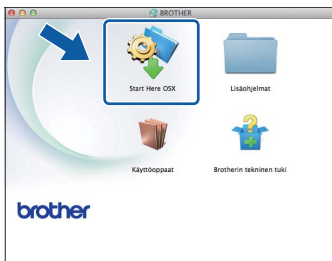 BROTHER
Start Here OSX
Lisäohjelmat
Käyttöoppaat
Brotherin tekninen tuki
brother